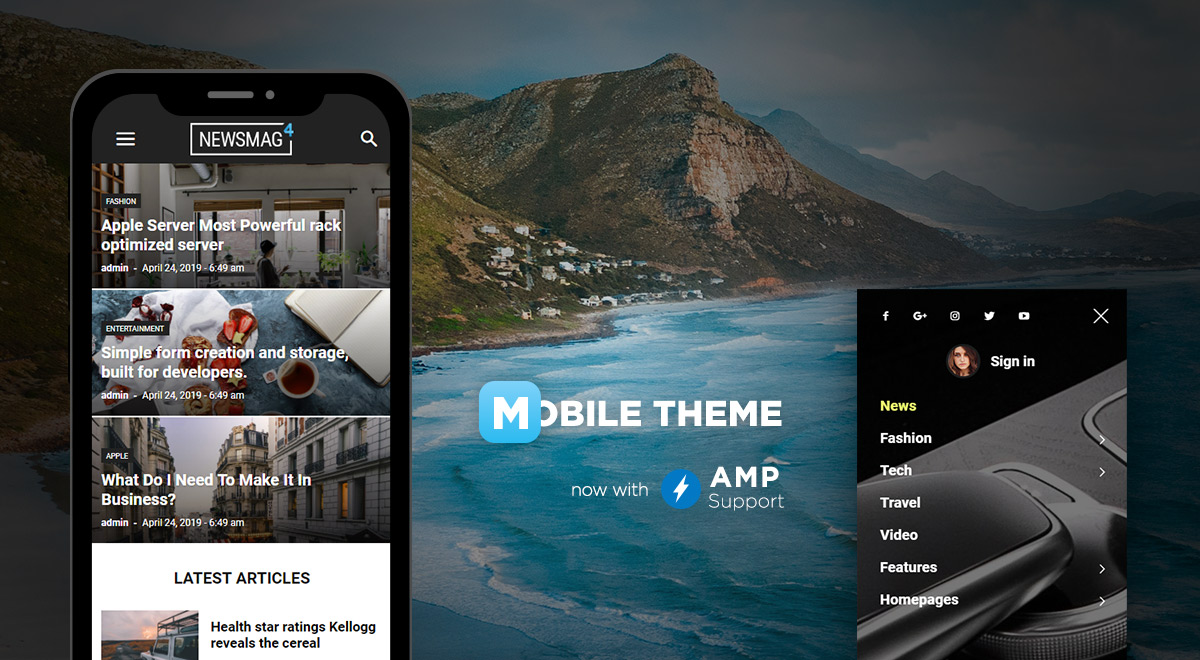 NEWSMAG 4
FASHION
Apple Server Most Powerful rack
optimized server
admin - April 24, 2019 - 6:49 am
ENTERTAINMENT
Simple form creation and storage,
built for developers.
admin - April 24, 2019 - 6:49 am
APPLE
What Do I Need To Make It In
Business?
admin - April 24, 2019 - 6:49 am
LATEST ARTICLES
Health star ratings Kellogg
reveals the cereal
MOBILE THEME
now with AMP
Support
f G+
Sign in
News
Fashion
Tech
Travel
Video
Features
Homepages